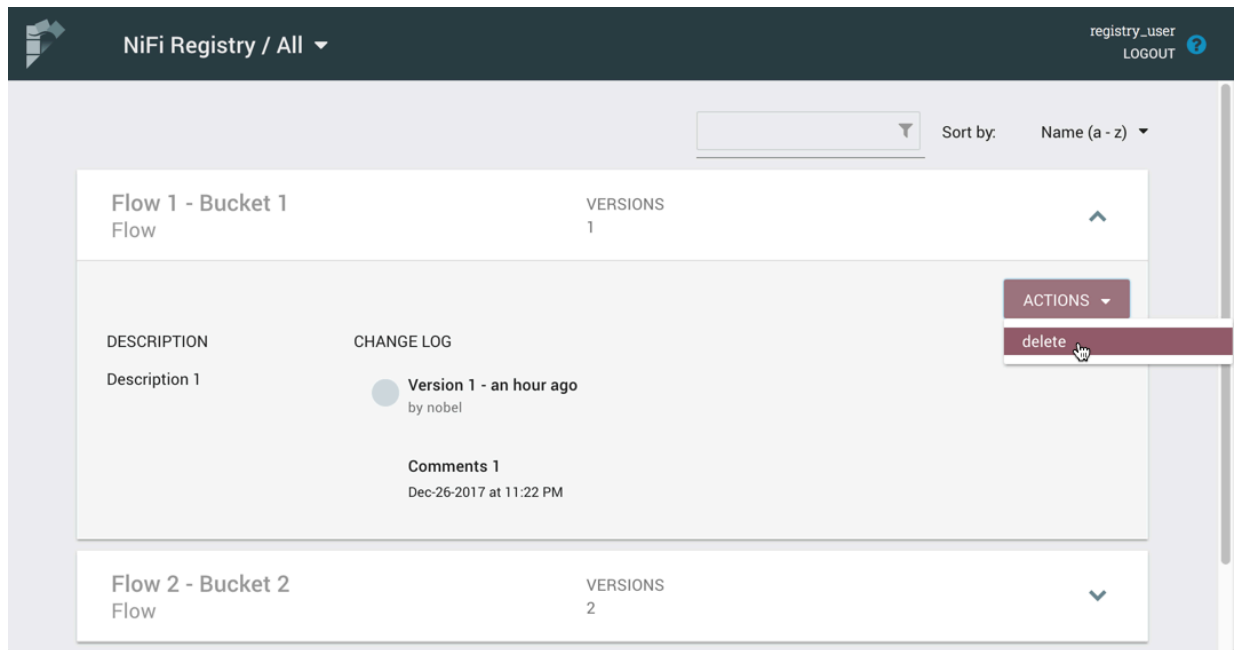 NiFi Registry / All
registry_user
LOGOUT
?
Sort by: Name (a - z)
Flow 1 - Bucket 1
Flow
VERSIONS
1
ACTIONS
delete
DESCRIPTION
Description 1
CHANGE LOG
Version 1 - an hour ago
by nobel
Comments 1
Dec-26-2017 at 11:22 PM
Flow 2 - Bucket 2
Flow
VERSIONS
2